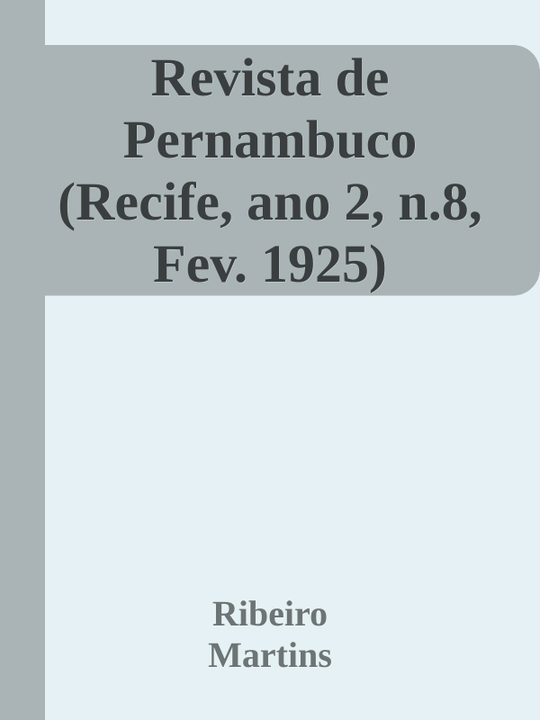 Revista de
Pernambuco
(Recife, ano 2, n.8,
Fev. 1925)
Ribeiro
Martins